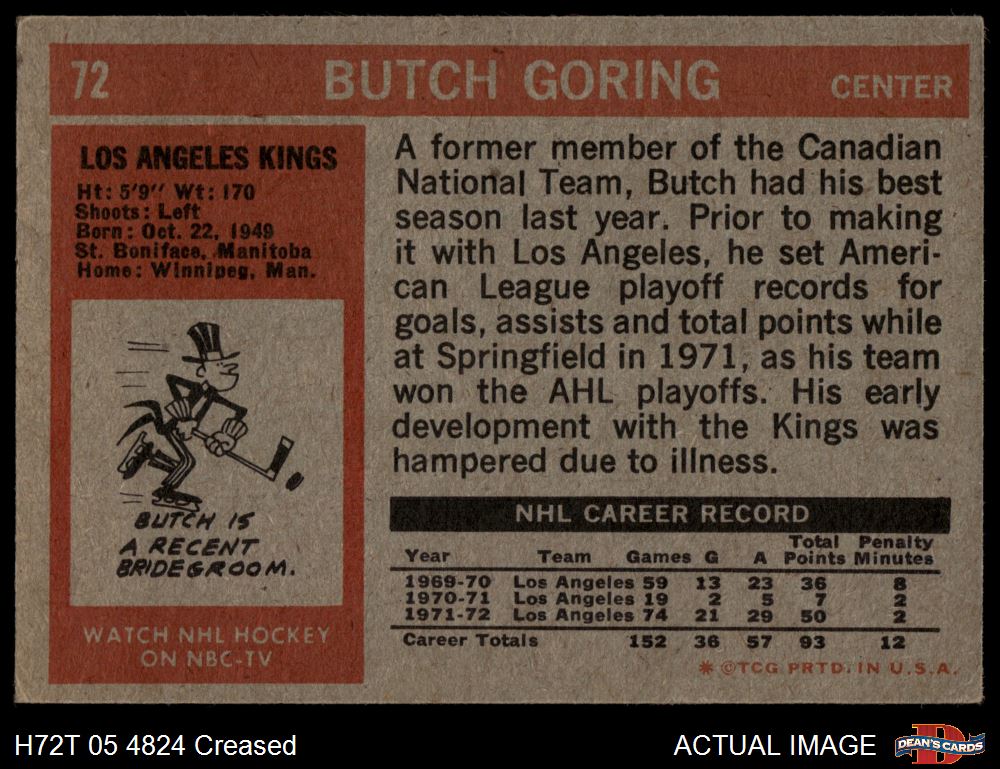 72 BUTCH GORING CENTER
LOS ANGELES KINGS
Ht: 5'9" Wt: 170
Shoots: Left
Born: Oct. 22, 1949
St. Boniface, Manitoba
Home: Winnipeg, Man.
BUTCH IS
A RECENT
BRIDEGROOM.
WATCH NHL HOCKEY
ON NBC-TV
A former member of the Canadian
National Team, Butch had his best
season last year. Prior to making
it with Los Angeles, he set Ameri-
can League playoff records for
goals, assists and total points while
at Springfield in 1971, as his team
won the AHL playoffs. His early
development with the Kings was
hampered due to illness.
NHL CAREER RECORD
Total Penalty
Year Team Games G A Points Minutes
1969-70 Los Angeles 59 13 23 36 8
1970-71 Los Angeles 19 2 5 7 2
1971-72 Los Angeles 74 21 29 50 2
Career Totals 152 36 57 93 12
* ©TCG PRTD. IN U.S.A.
H72T 05 4824 Creased ACTUAL IMAGE DEAN'S CARDS